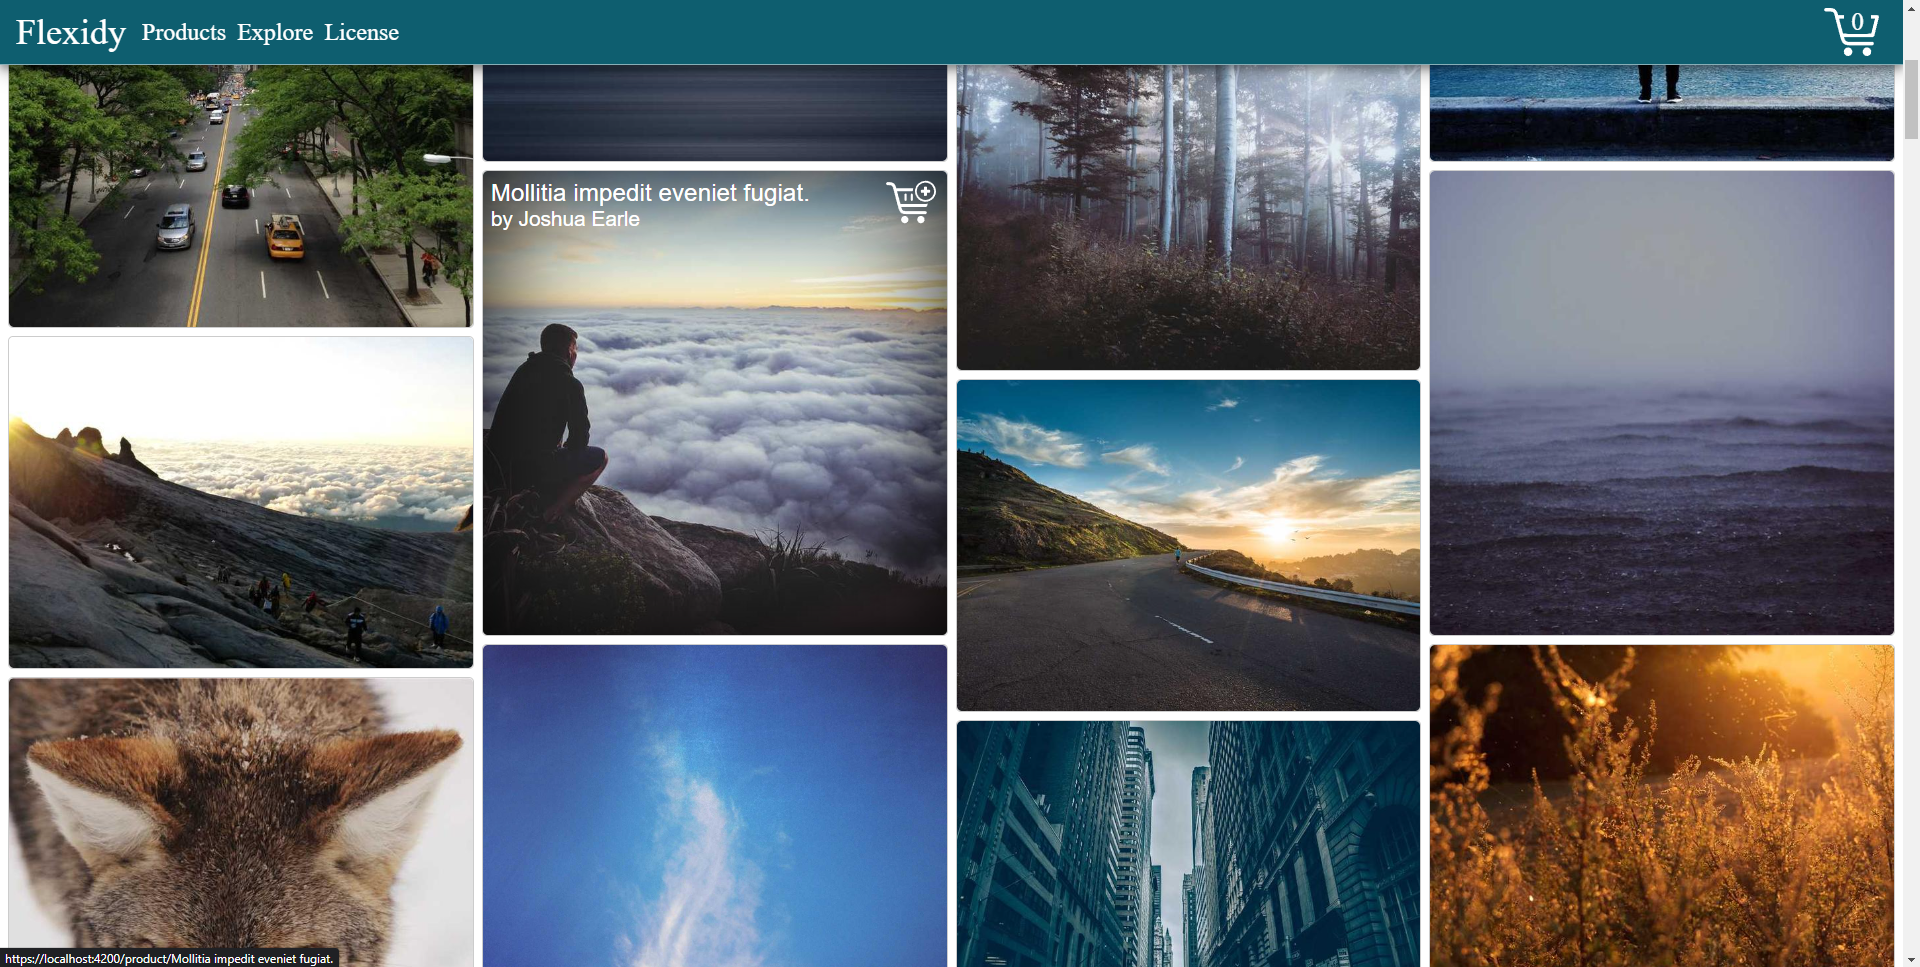 Flexidy Products Explore License 0
Mollitia impedit eveniet fugiat.
by Joshua Earle
https://localhost:4200/product/Mollitia impedit eveniet fugiat.